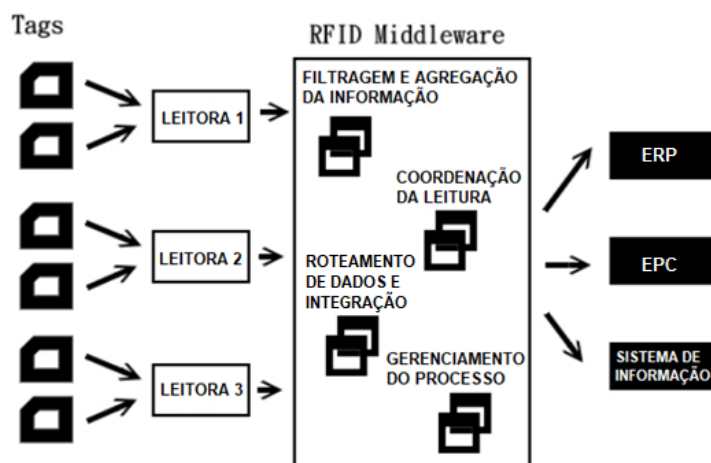 Tags
RFID Middleware
FILTRAGEM E AGREGAÇÃO
DA INFORMAÇÃO
LEITORA 1
COORDENAÇÃO
DA LEITURA
LEITORA 2
ROTEAMENTO
DE DADOS E
INTEGRAÇÃO
GERENCIAMENTO
DO PROCESSO
LEITORA 3
ERP
EPC
SISTEMA DE
INFORMAÇÃO